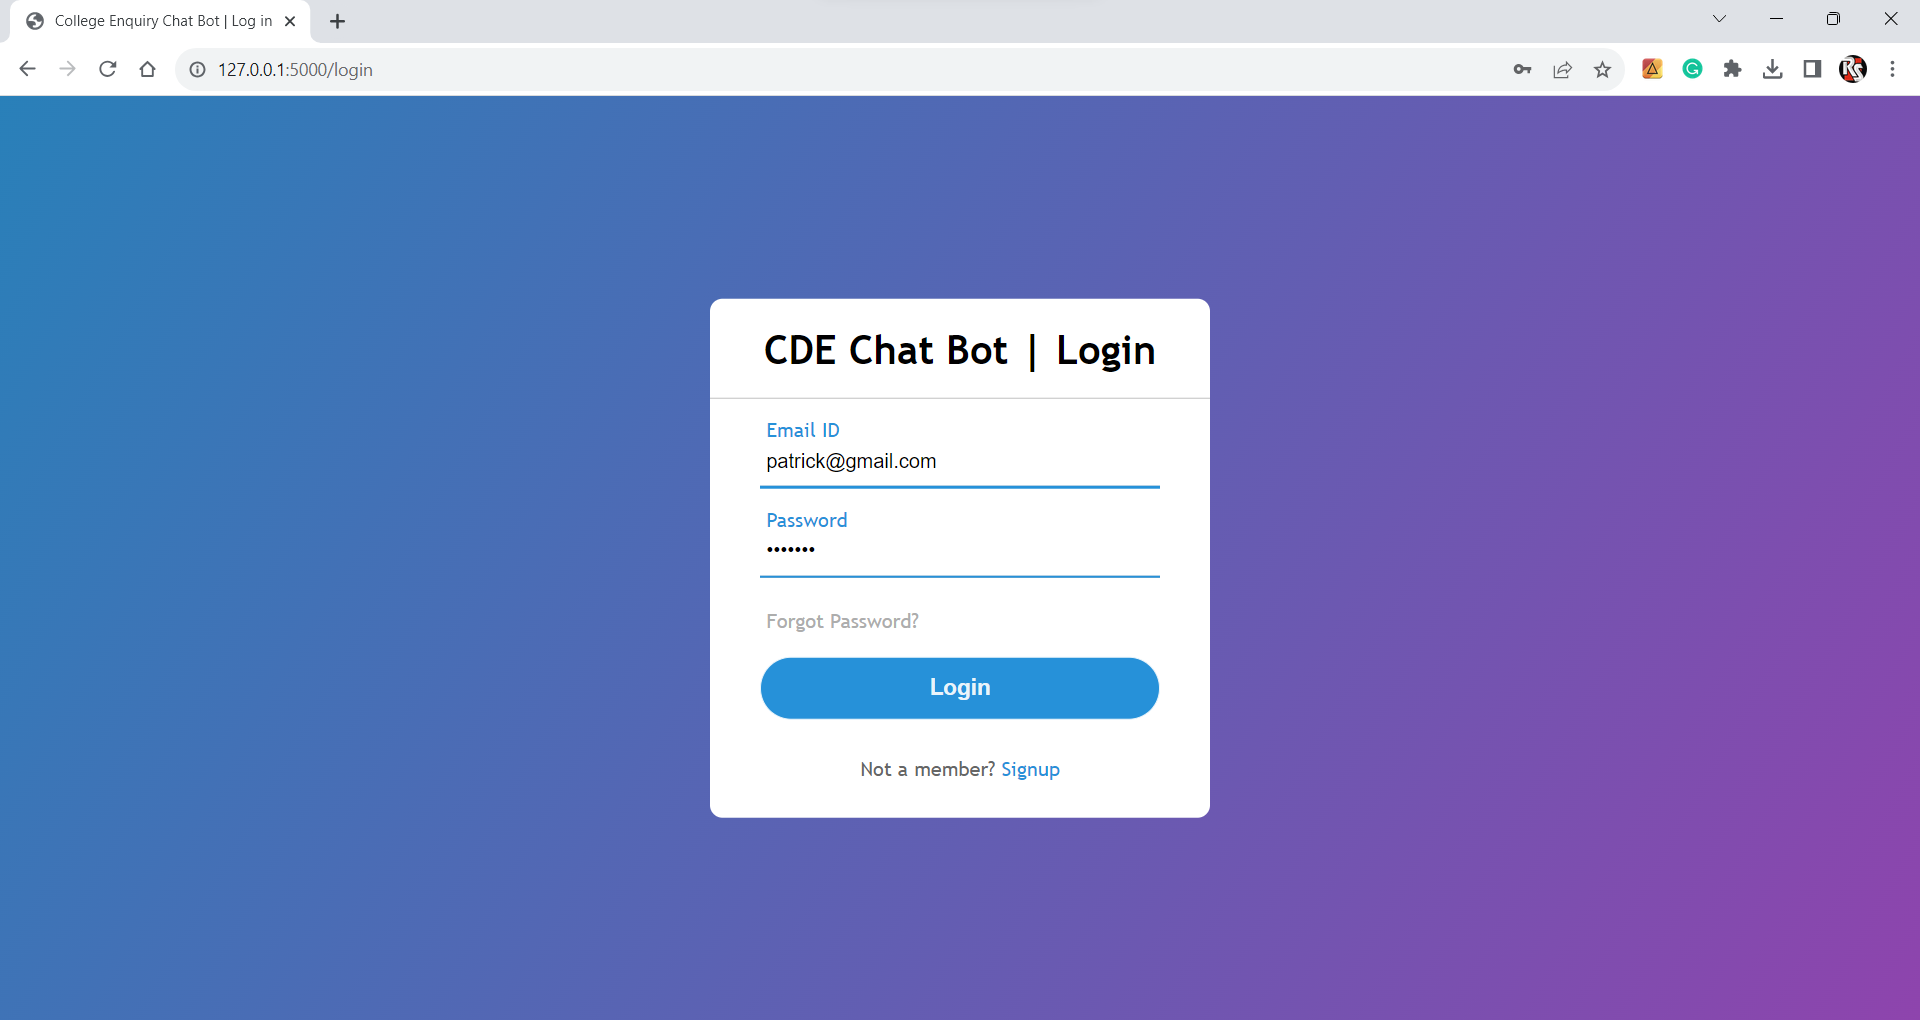 College Enquiry Chat Bot | Log in
127.0.0.1:5000/login
CDE Chat Bot | Login
Email ID
patrick@gmail.com
Password
•••••••
Forgot Password?
Login
Not a member? Signup